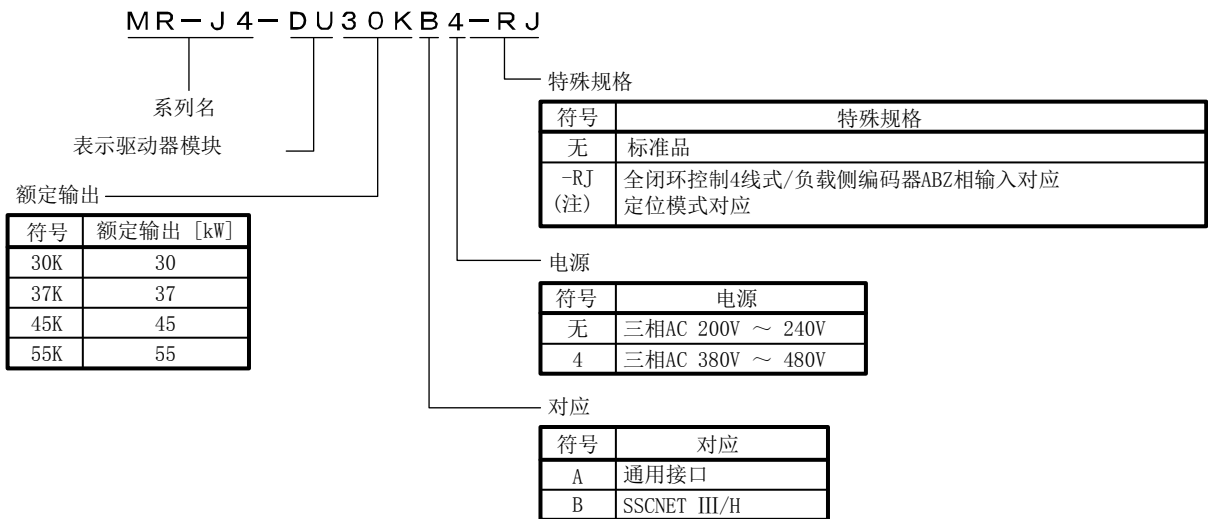 MR-J4-DU30KB4-RJ
系列名
表示驱动器模块
额定输出
符号 额定输出 [kW]
30K 30
37K 37
45K 45
55K 55
特殊规格
符号 特殊规格
无 标准品
-RJ (注) 全闭环控制4线式/负载侧编码器ABZ相输入对应
定位模式对应
电源
符号 电源
无 三相AC 200V ～ 240V
4 三相AC 380V ～ 480V
对应
符号 对应
A 通用接口
B SSCNET Ⅲ/H